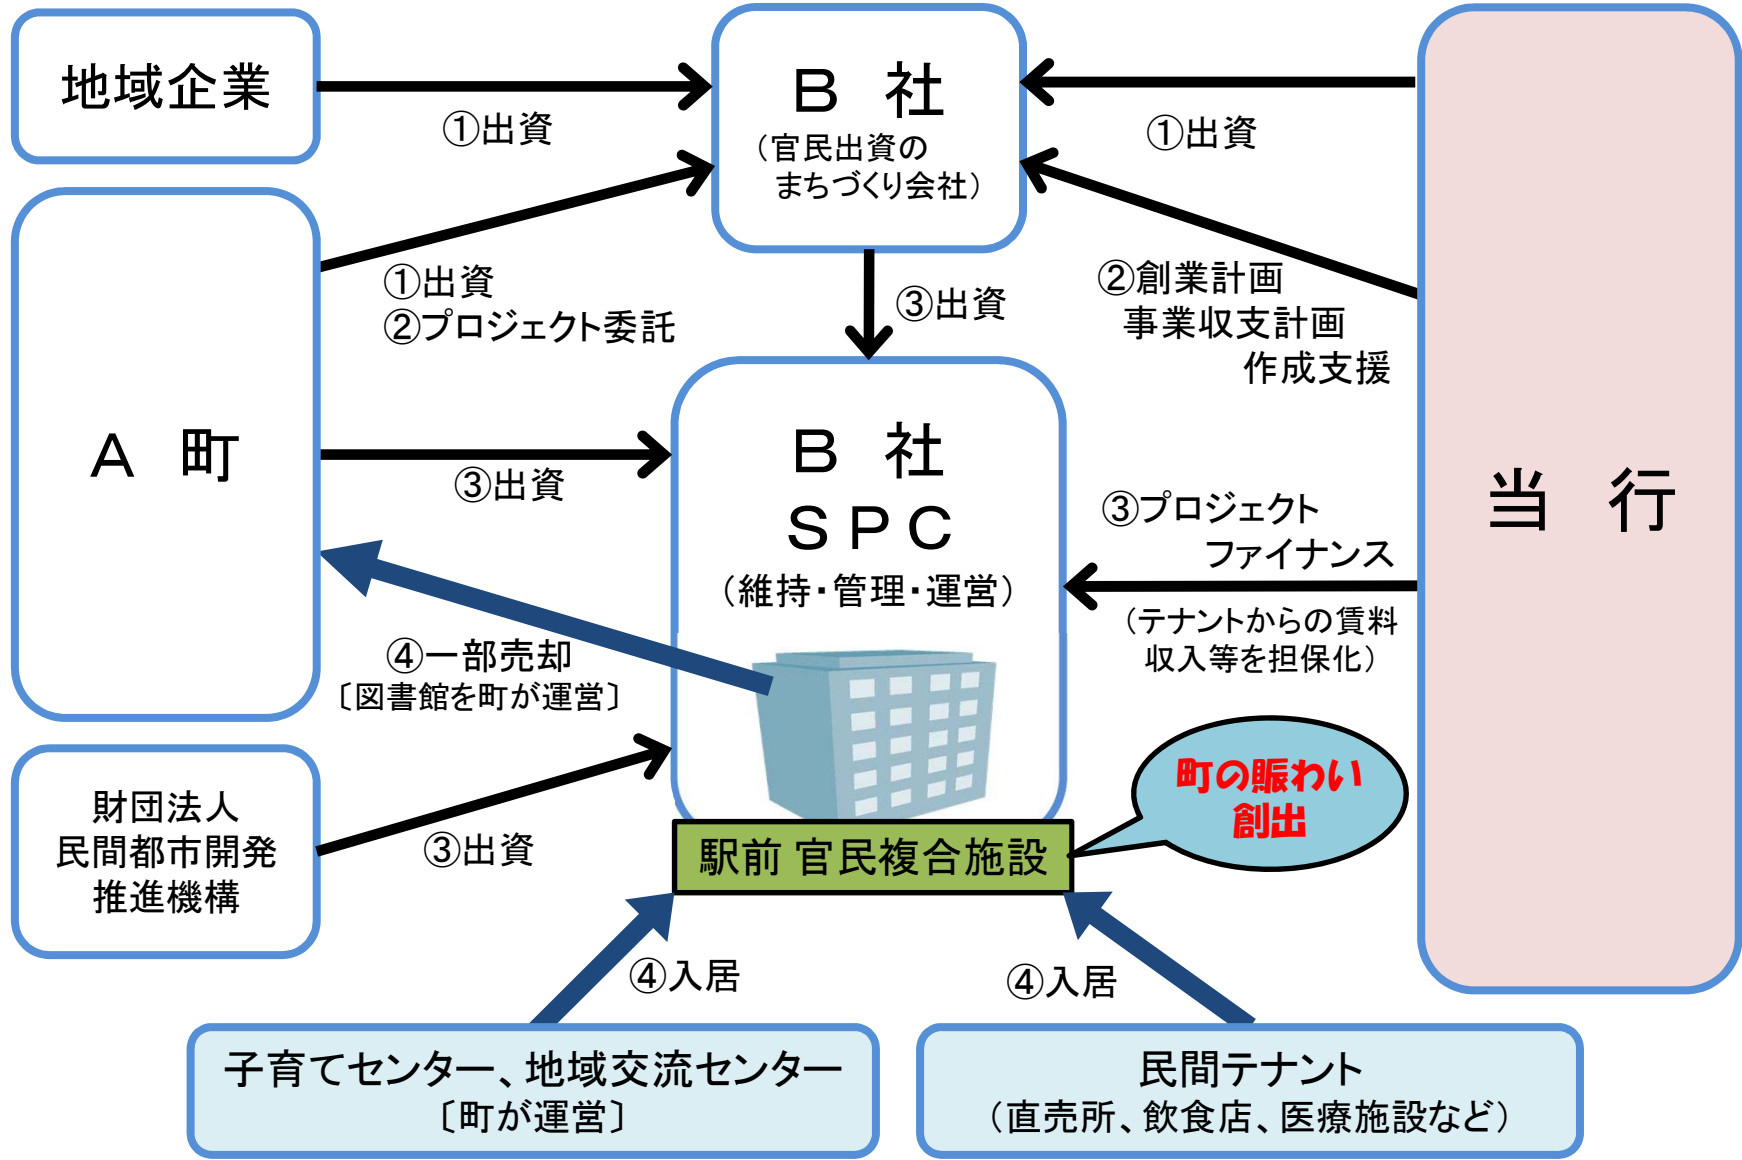 地域企業
①出資
Ｂ　社
（官民出資の
まちづくり会社）
①出資
①出資
②プロジェクト委託
③出資
②創業計画
事業収支計画
作成支援
Ａ　町
③出資
Ｂ　社
ＳＰＣ
（維持・管理・運営）
③プロジェクト
ファイナンス
（テナントからの賃料
収入等を担保化）
当　行
④一部売却
〔図書館を町が運営〕
財団法人
民間都市開発
推進機構
③出資
町の賑わい
創出
駅前 官民複合施設
④入居
④入居
子育てセンター、地域交流センター
〔町が運営〕
民間テナント
（直売所、飲食店、医療施設など）